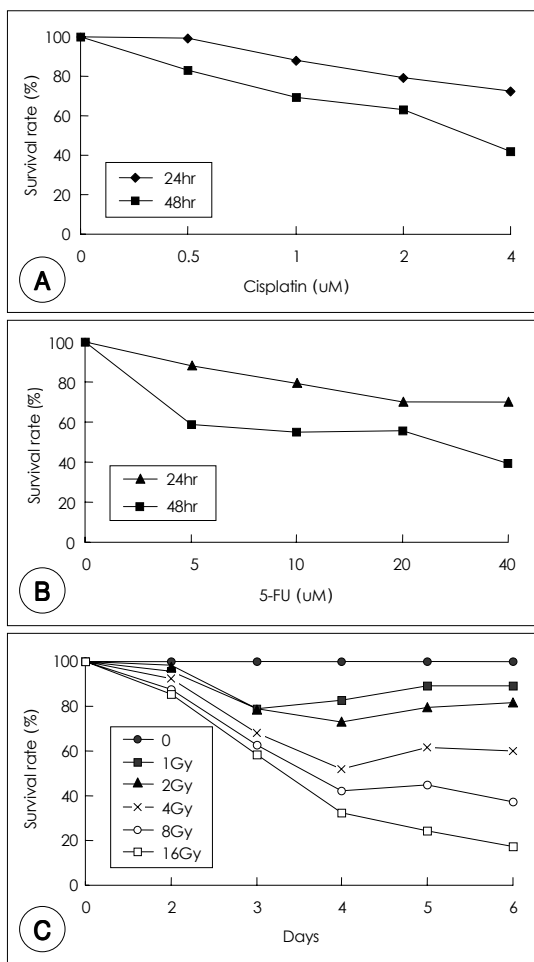 100
80
60
40
20
0
Survival rate (%)
24hr
48hr
0 0.5 1 2 4
Cisplatin (uM)
A
100
80
60
40
20
0
Survival rate (%)
24hr
48hr
0 5 10 20 40
5-FU (uM)
B
100
80
60
40
20
0
Survival rate (%)
0
1Gy
2Gy
4Gy
8Gy
16Gy
0 2 3 4 5 6
Days
C